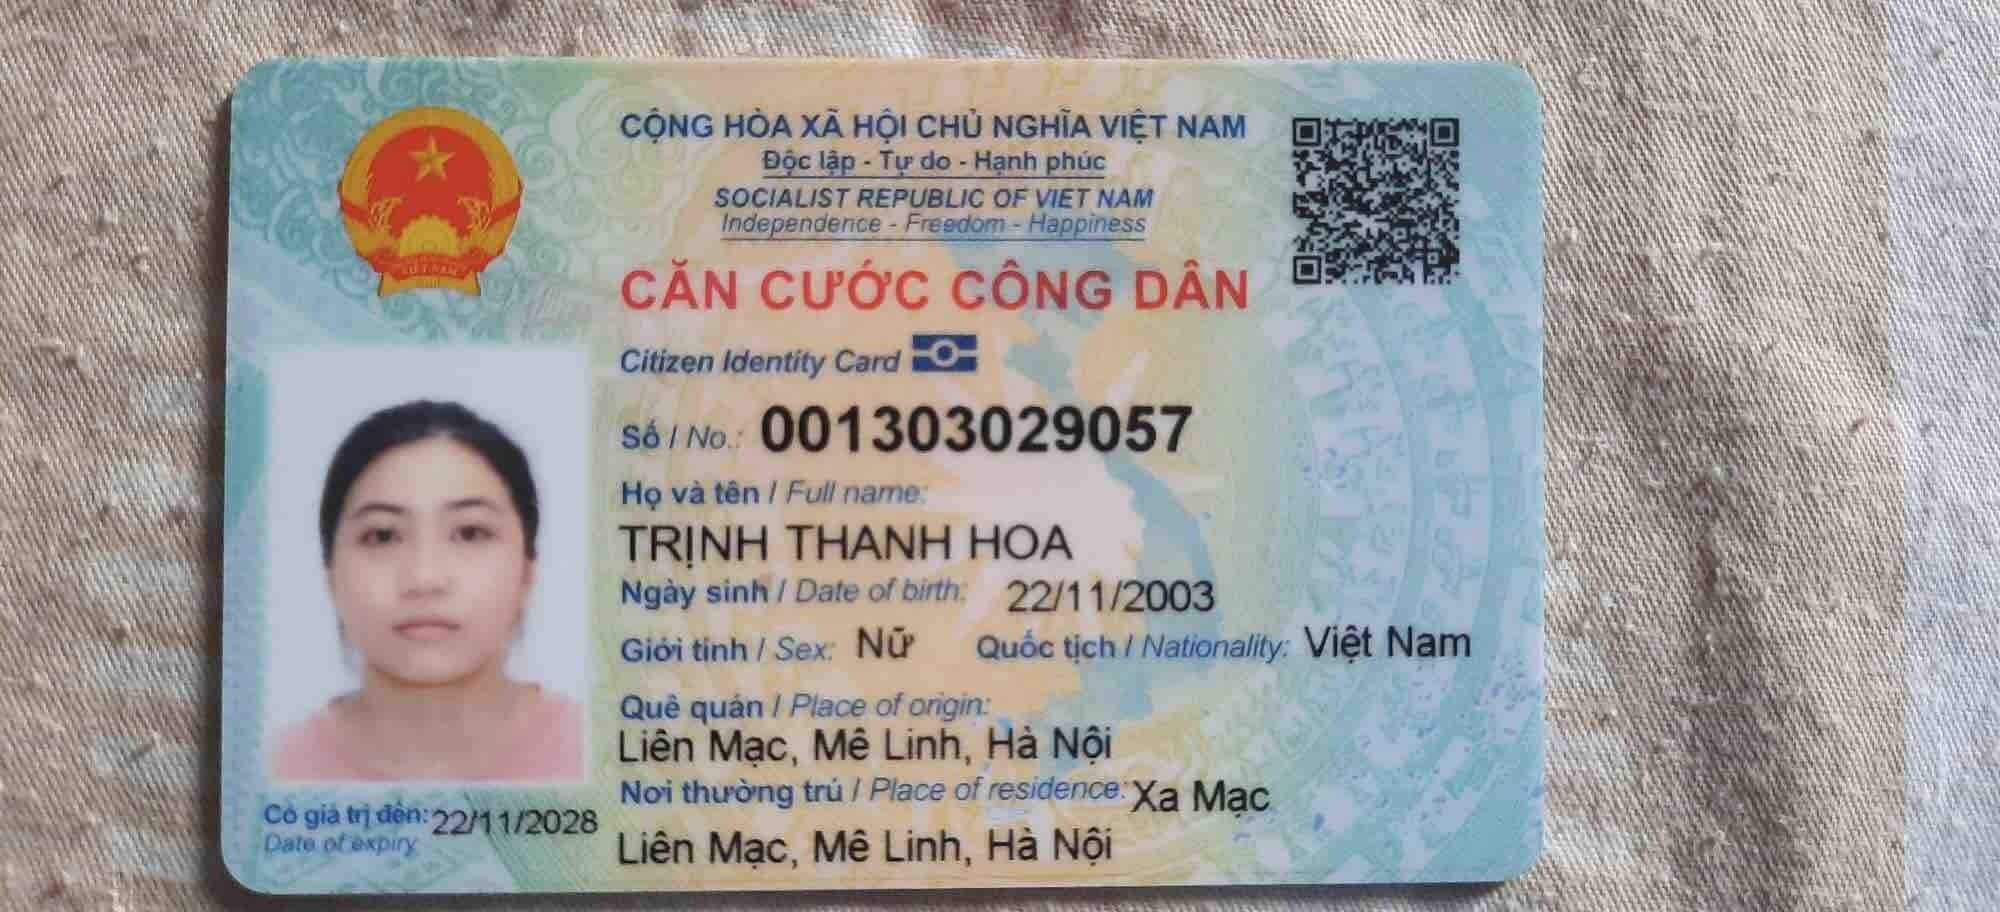 CỘNG HÒA XÃ HỘI CHỦ NGHĨA VIỆT NAM
Độc lập - Tự do - Hạnh phúc
SOCIALIST REPUBLIC OF VIET NAM
Independence - Freedom - Happiness
CĂN CƯỚC CÔNG DÂN
Citizen Identity Card
Số / No.: 001303029057
Họ và tên / Full name:
TRỊNH THANH HOA
Ngày sinh / Date of birth: 22/11/2003
Giới tính / Sex: Nữ Quốc tịch / Nationality: Việt Nam
Quê quán / Place of origin:
Liên Mạc, Mê Linh, Hà Nội
Nơi thường trú / Place of residence: Xa Mạc
Liên Mạc, Mê Linh, Hà Nội
Có giá trị đến: 22/11/2028
Date of expiry
VIỆT NAM